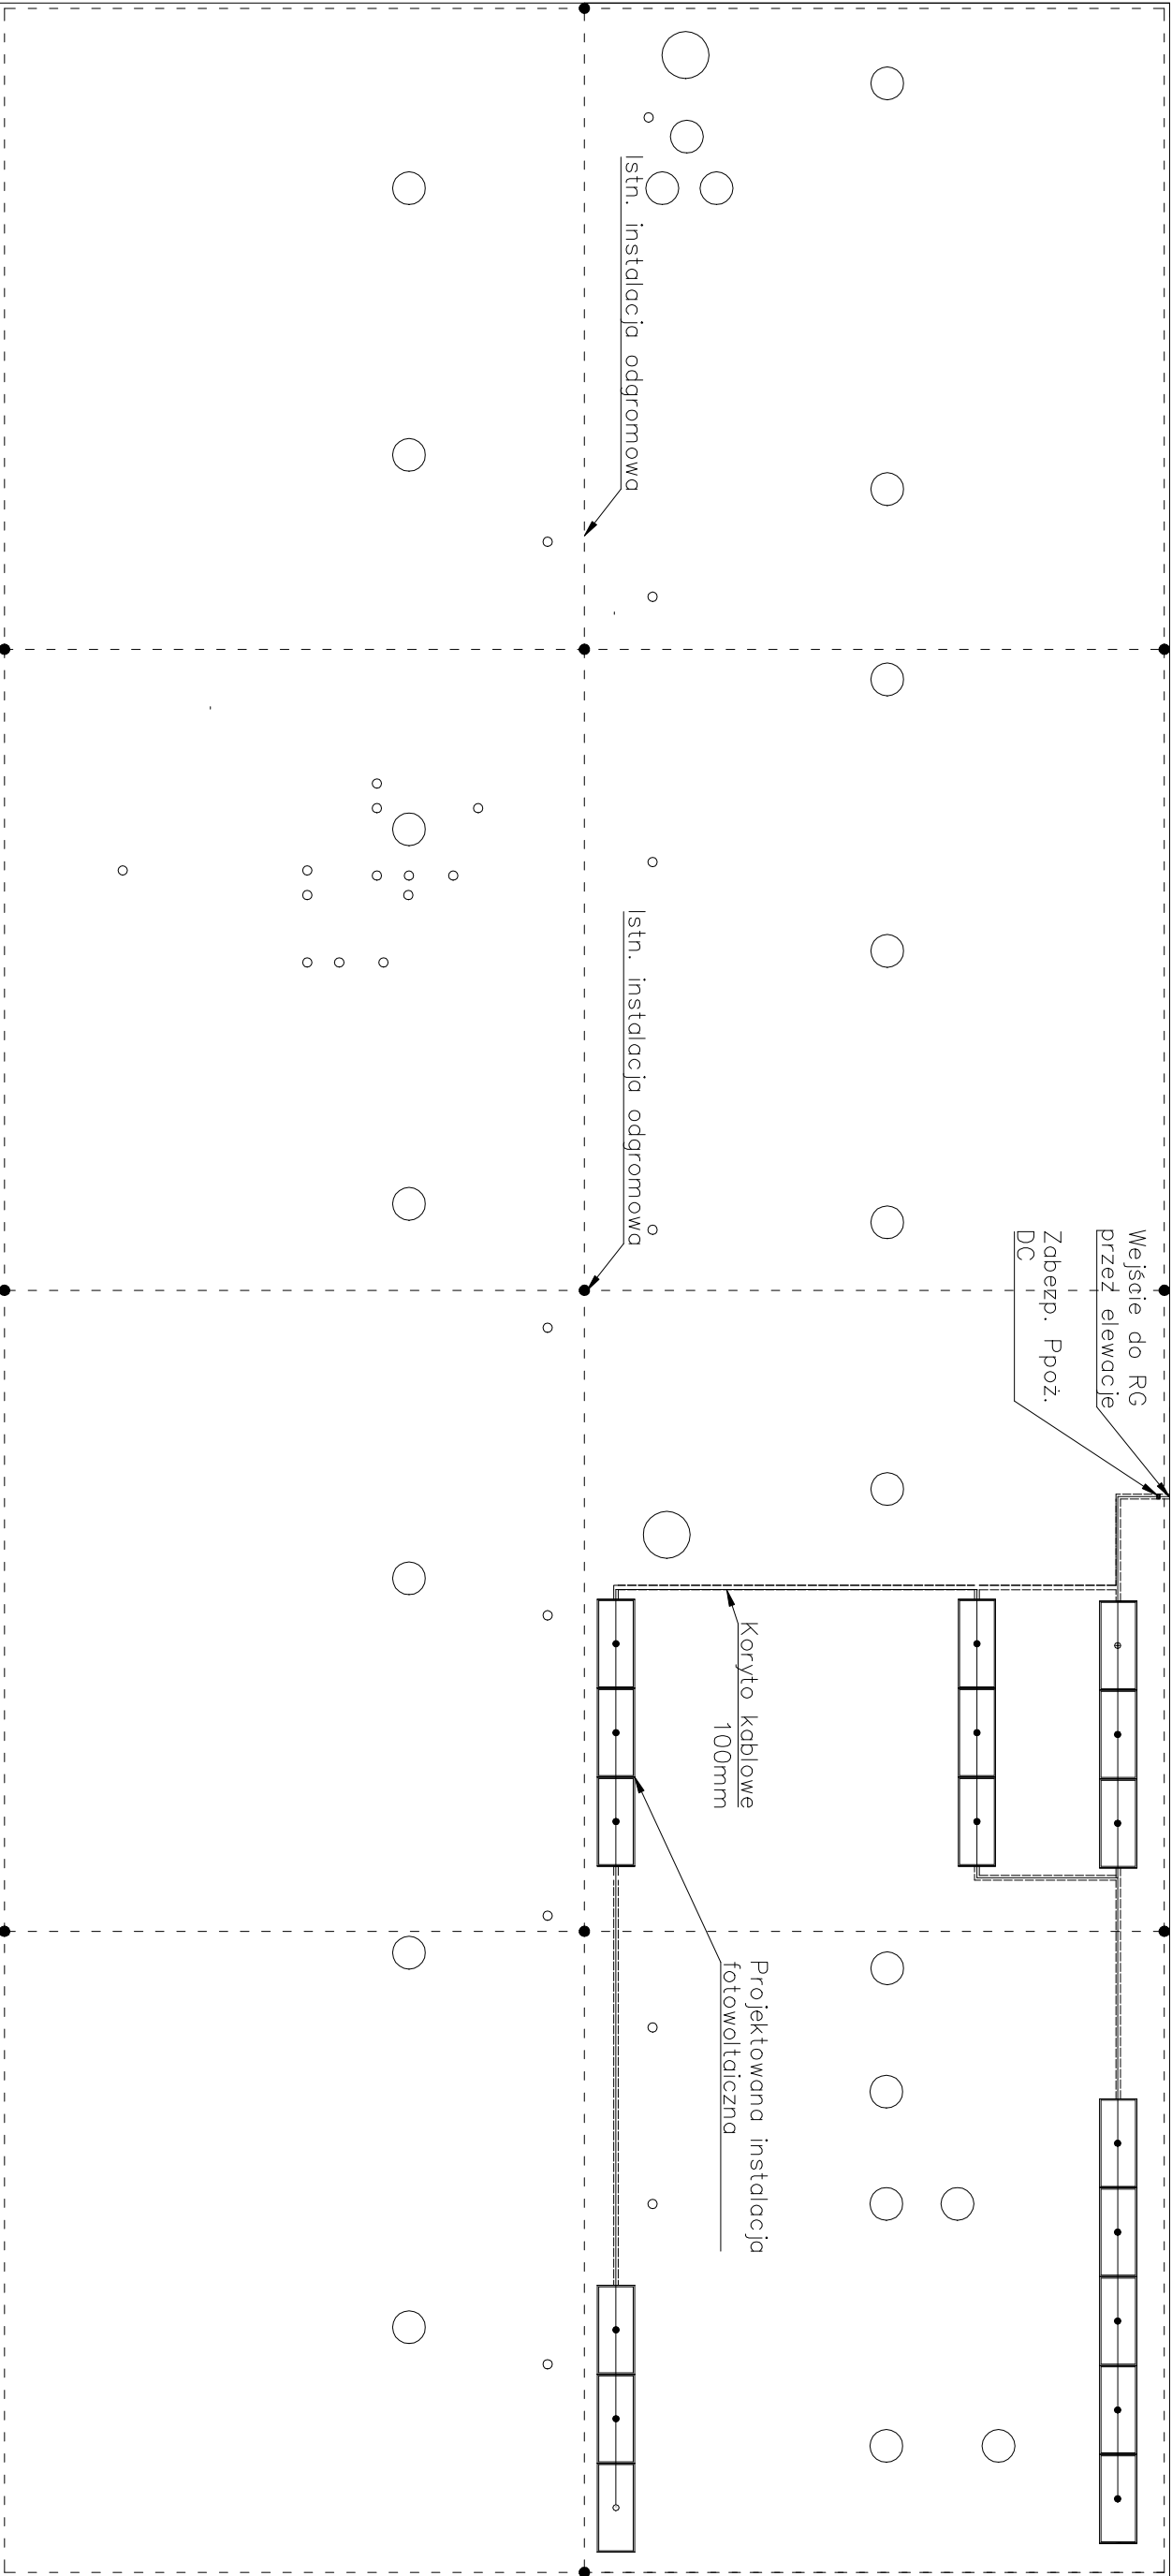 Istn. instalacja odgromowa
Istn. instalacja odgromowa
Wejście do RG
przez elewacje
Zabezp. Ppoż.
DC
Koryto kablowe
100mm
Projektowana instalacja
fotowoltaiczna